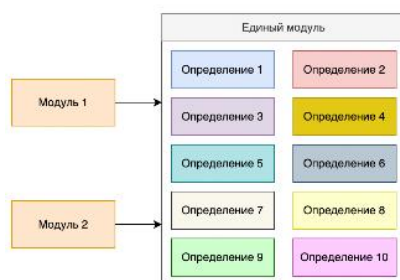 Единый модуль
Определение 1
Определение 2
Модуль 1
Определение 3
Определение 4
Определение 5
Определение 6
Модуль 2
Определение 7
Определение 8
Определение 9
Определение 10